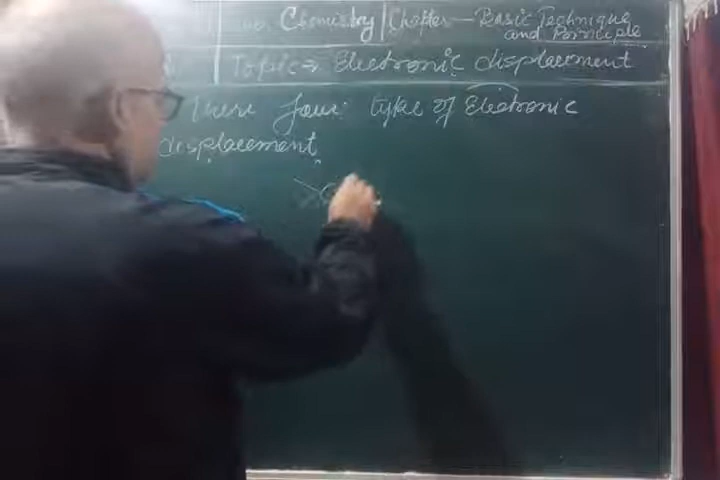 Chemistry | Chapter — Basic Technique
and Principle
Topic ⇒ Electronic displacement
There four type of Electronic
displacement